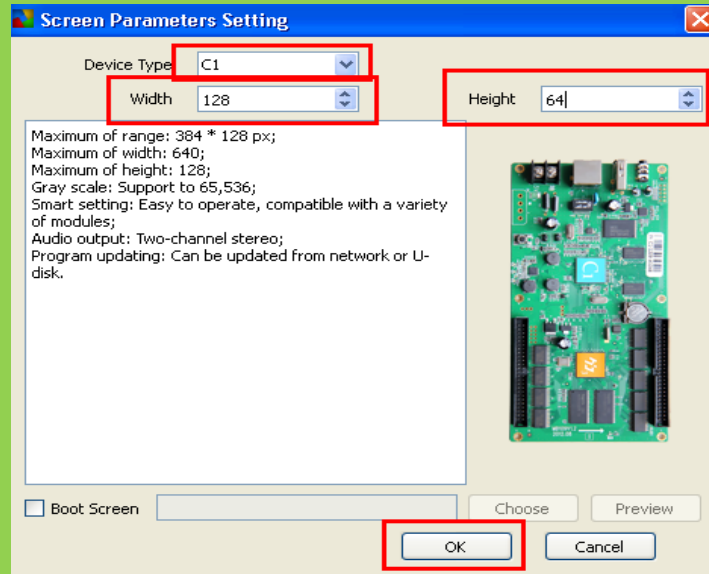 Screen Parameters Setting
Device Type C1
Width 128 Height 64
Maximum of range: 384 * 128 px;
Maximum of width: 640;
Maximum of height: 128;
Gray scale: Support to 65,536;
Smart setting: Easy to operate, compatible with a variety
of modules;
Audio output: Two-channel stereo;
Program updating: Can be updated from network or U-
disk.
C1
Boot Screen Choose Preview
OK Cancel